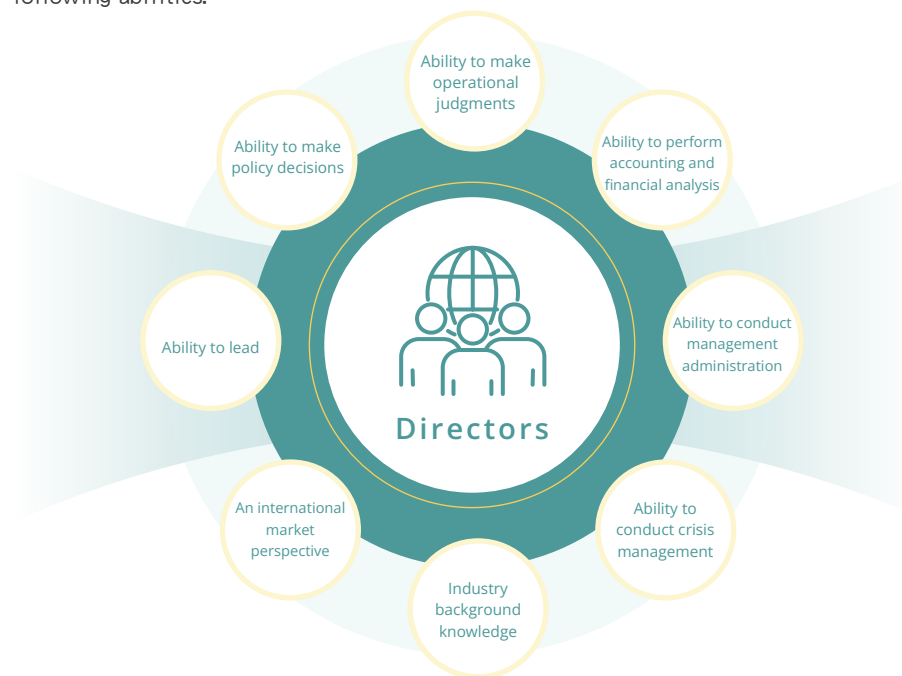 following abilities.
Ability to make
operational
judgments
Ability to perform
accounting and
financial analysis
Ability to conduct
management
administration
Ability to
conduct crisis
management
Industry
background
knowledge
An international
market
perspective
Ability to lead
Ability to make
policy decisions
Directors